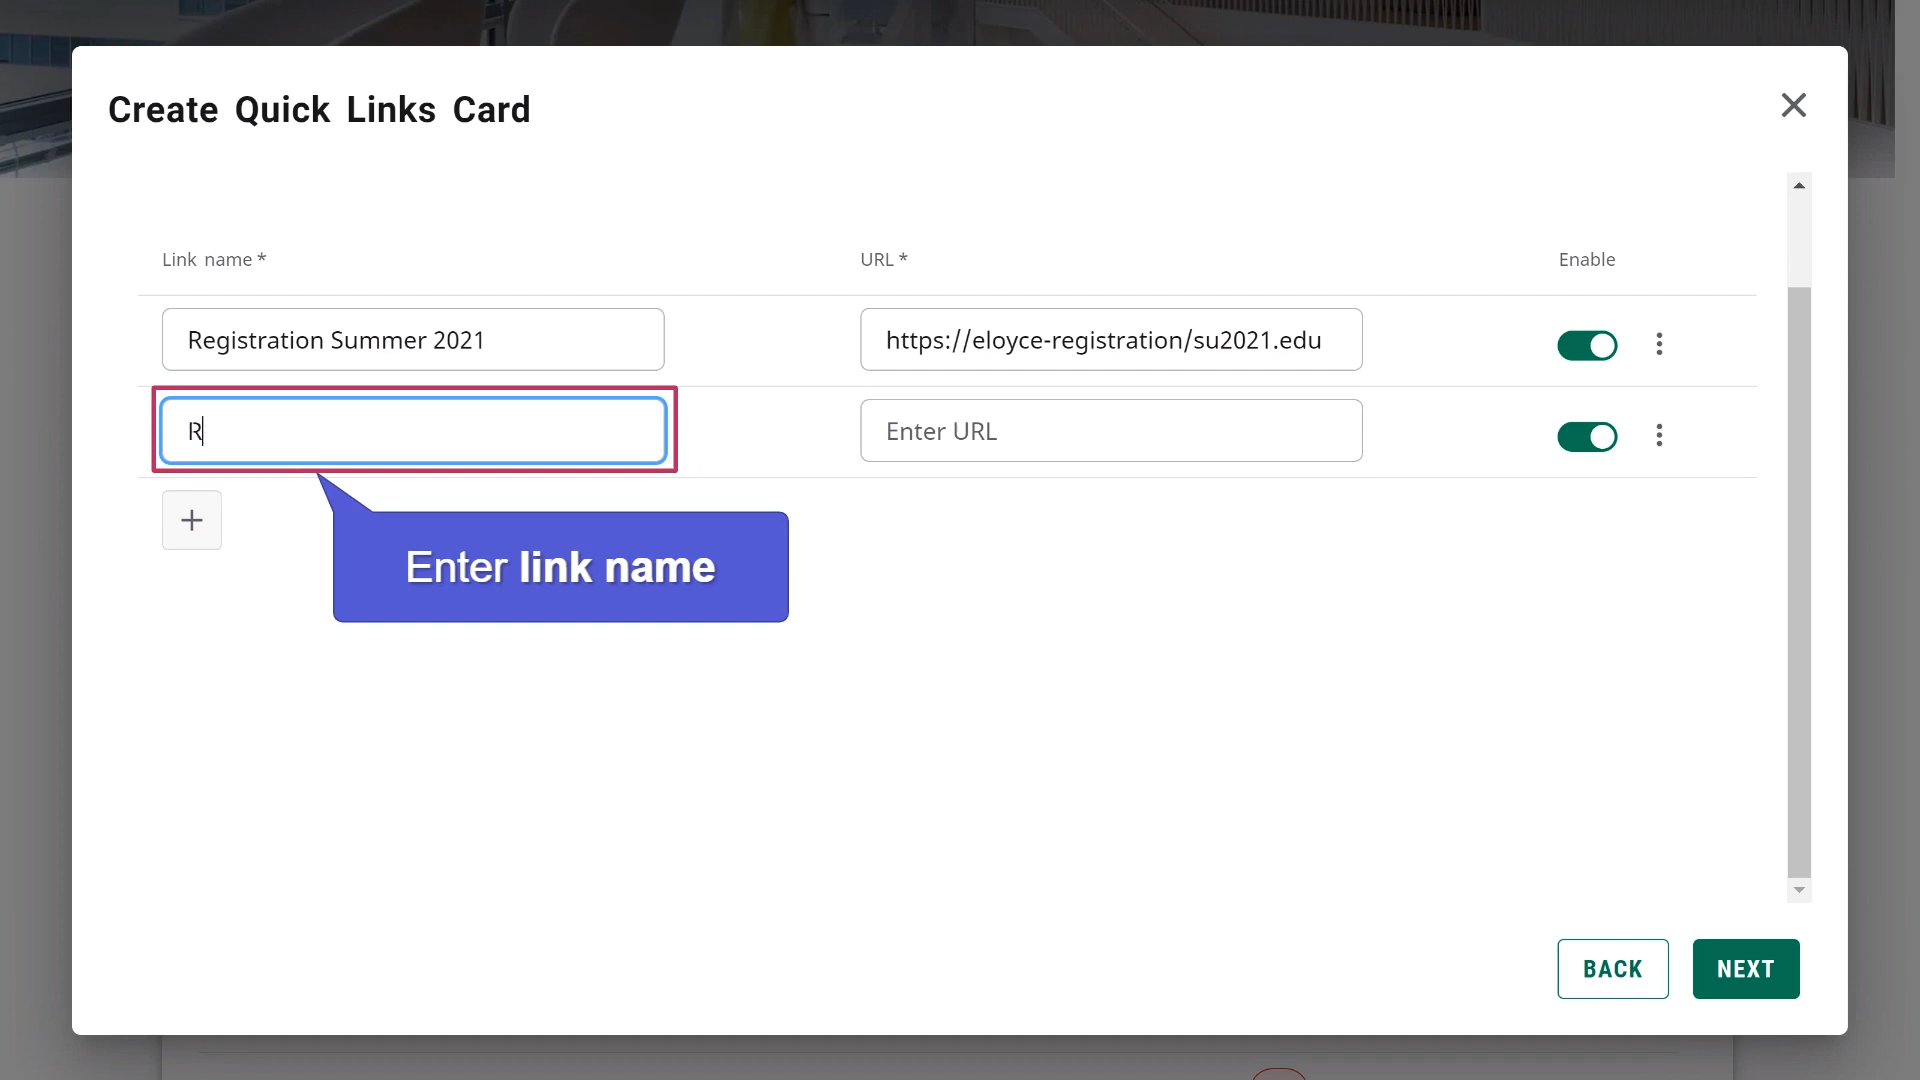 Create Quick Links Card
Link name *
URL *
Enable
Registration Summer 2021
https://eloyce-registration/su2021.edu
R
Enter URL
Enter link name
BACK
NEXT